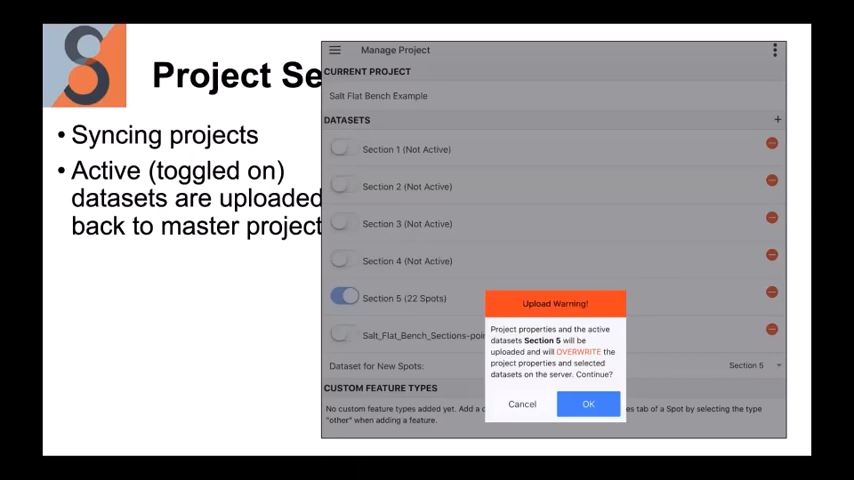 Project Se
• Syncing projects
• Active (toggled on)
datasets are uploaded
back to master project
Manage Project
CURRENT PROJECT
Salt Flat Bench Example
DATASETS
+
Section 1 (Not Active)
Section 2 (Not Active)
Section 3 (Not Active)
Section 4 (Not Active)
Section 5 (22 Spots)
Salt_Flat_Bench_Sections-poi
Dataset for New Spots:
Section 5
CUSTOM FEATURE TYPES
No custom feature types added yet. Add a c
es tab of a Spot by selecting the type
"other" when adding a feature.
Upload Warning!
Project properties and the active
datasets Section 5 will be
uploaded and will OVERWRITE the
project properties and selected
datasets on the server. Continue?
Cancel
OK